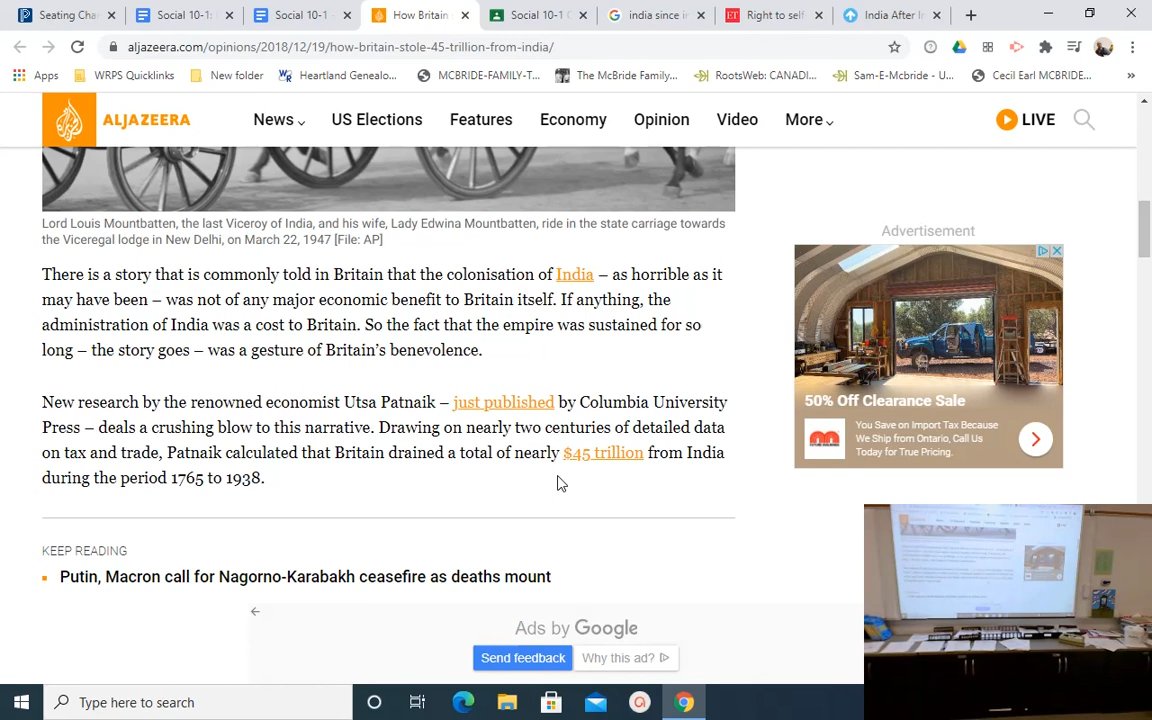 Seating Cha
Social 10-1:
Social 10-1 -
How Britain
Social 10-1 C
india since in
Right to self
India After I
aljazeera.com/opinions/2018/12/19/how-britain-stole-45-trillion-from-india/
Apps
WRPS Quicklinks
New folder
Heartland Genealo...
MCBRIDE-FAMILY-T...
The McBride Family...
RootsWeb: CANADI...
Sam-E-Mcbride - U...
Cecil Earl MCBRIDE...
»
ALJAZEERA
News
US Elections
Features
Economy
Opinion
Video
More
LIVE
Lord Louis Mountbatten, the last Viceroy of India, and his wife, Lady Edwina Mountbatten, ride in the state carriage towards
the Viceregal lodge in New Delhi, on March 22, 1947 [File: AP]
There is a story that is commonly told in Britain that the colonisation of India – as horrible as it
may have been – was not of any major economic benefit to Britain itself. If anything, the
administration of India was a cost to Britain. So the fact that the empire was sustained for so
long – the story goes – was a gesture of Britain's benevolence.
New research by the renowned economist Utsa Patnaik – just published by Columbia University
Press – deals a crushing blow to this narrative. Drawing on nearly two centuries of detailed data
on tax and trade, Patnaik calculated that Britain drained a total of nearly $45 trillion from India
during the period 1765 to 1938.
KEEP READING
Putin, Macron call for Nagorno-Karabakh ceasefire as deaths mount
Ads by Google
Send feedback
Why this ad?
Advertisement
50% Off Clearance Sale
You Save on Import Tax Because
We Ship from Ontario, Call Us
Today for True Pricing.
Type here to search